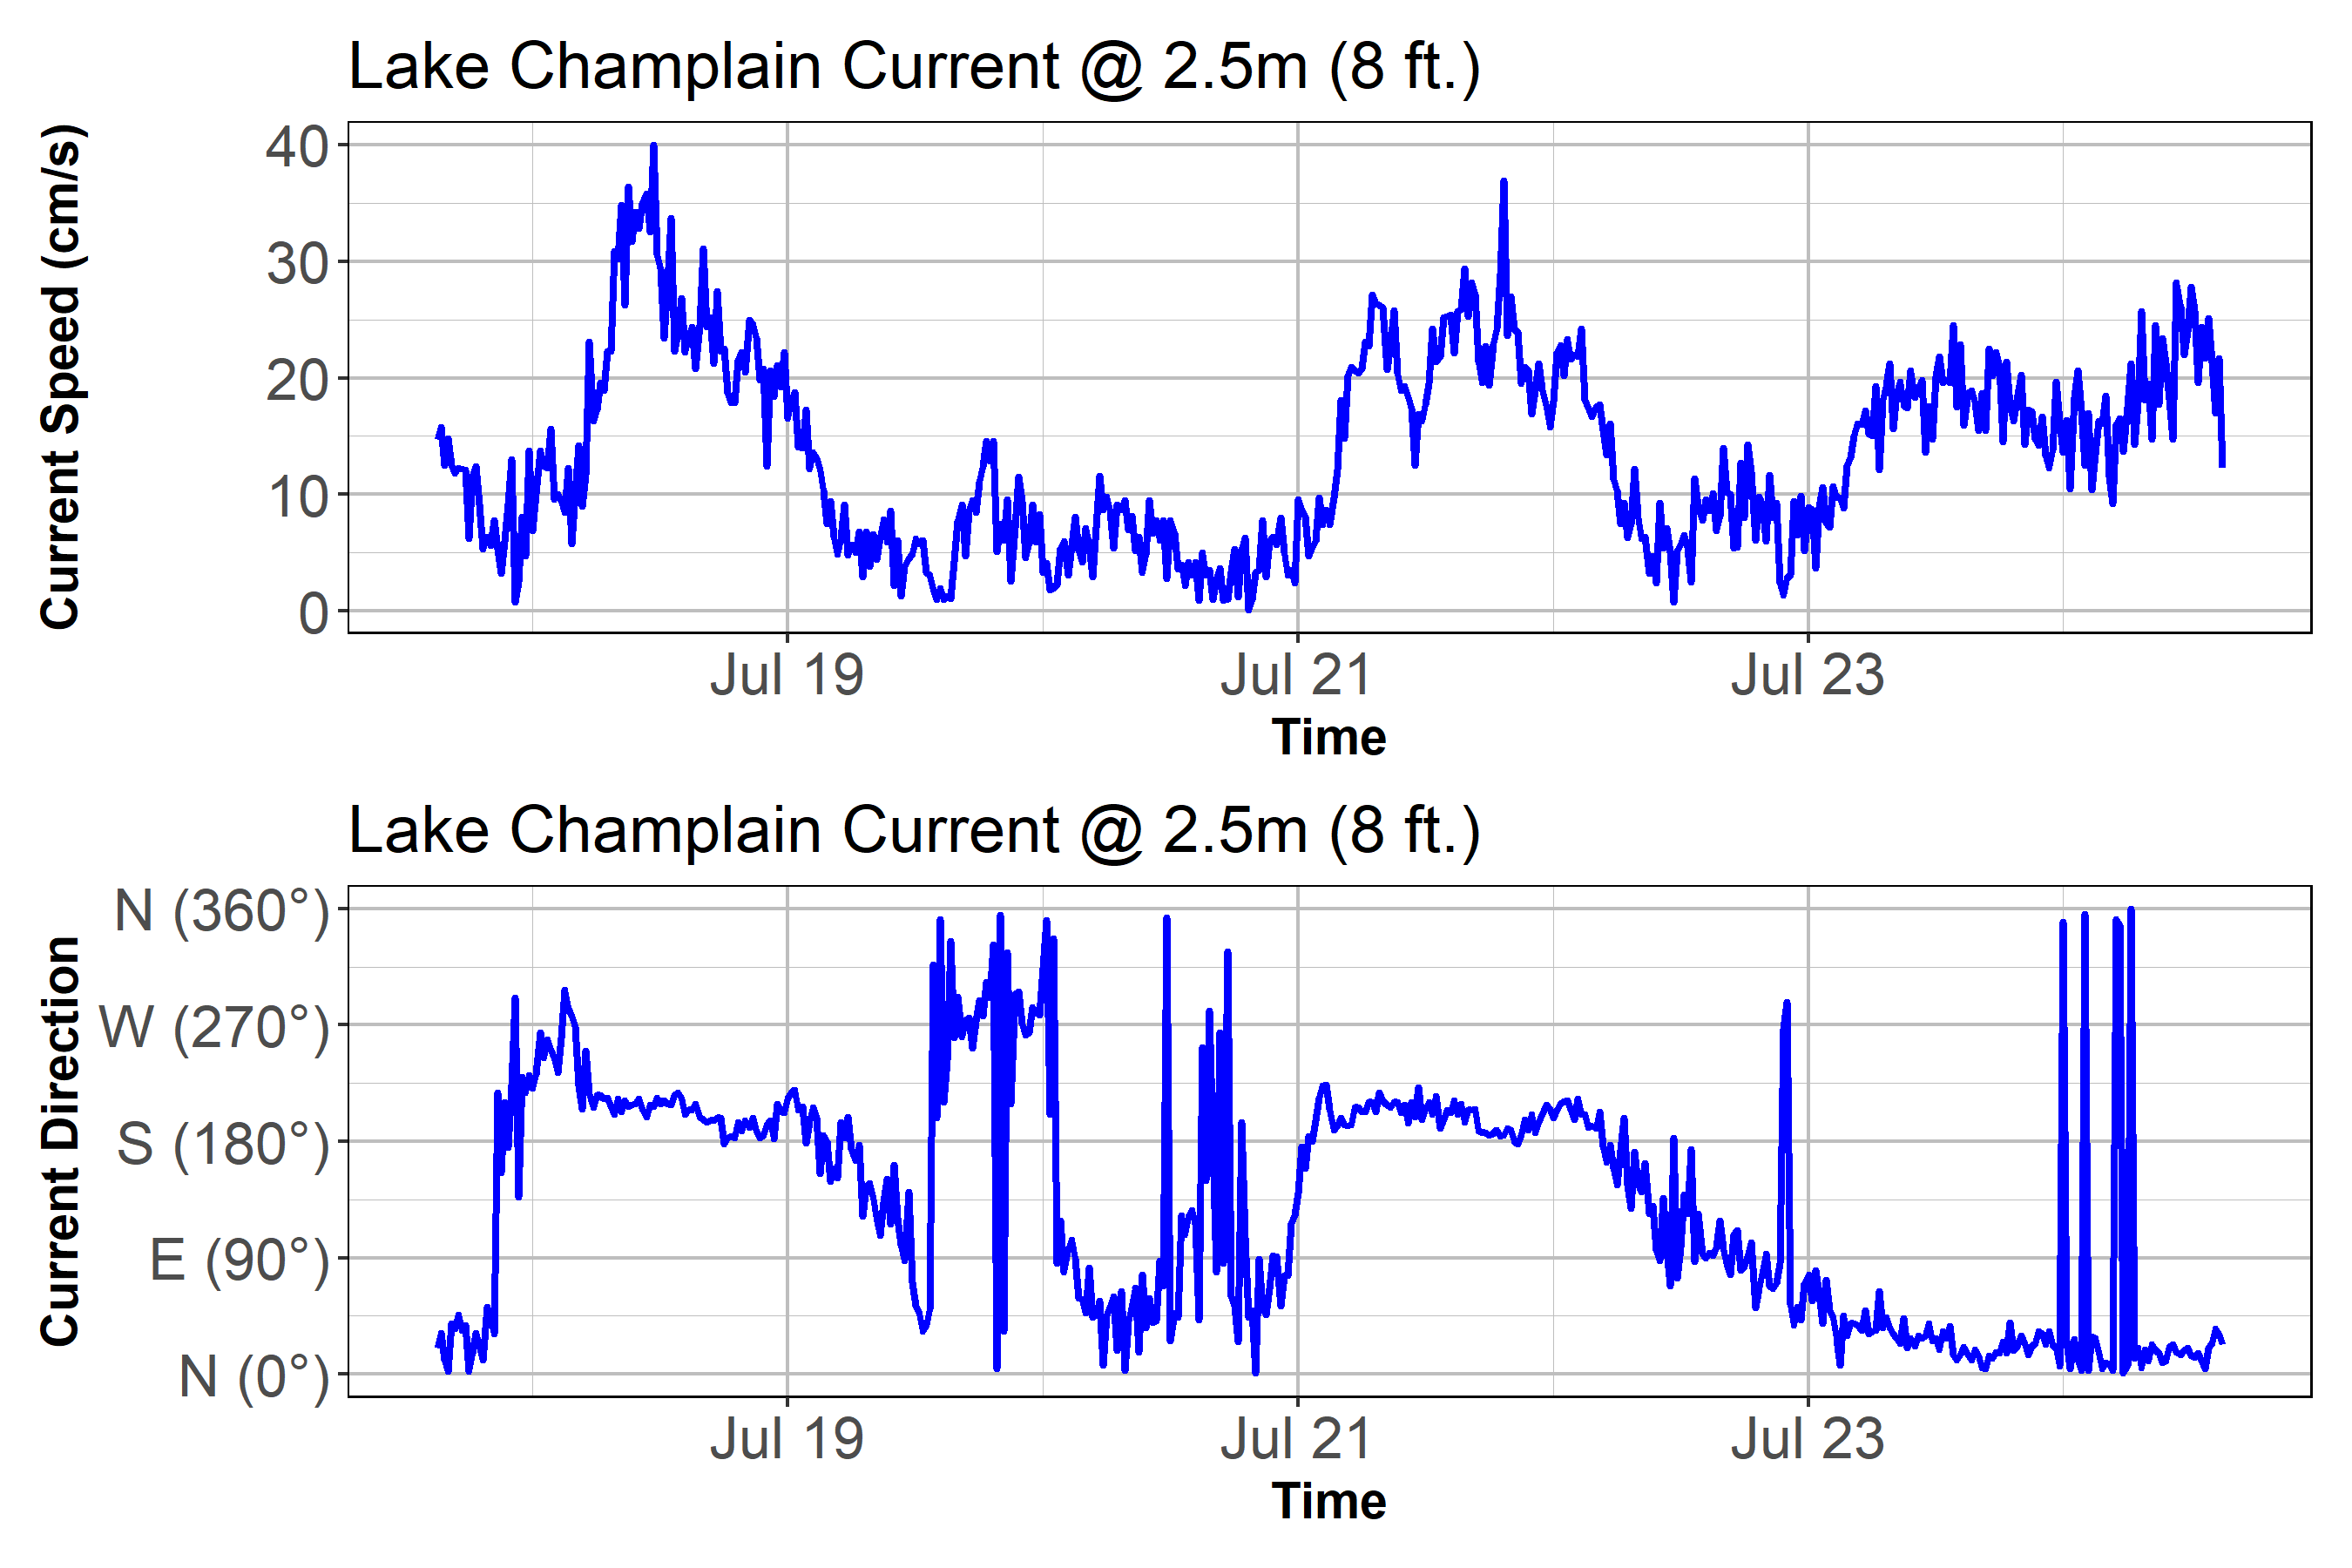 Lake Champlain Current @ 2.5m (8 ft.)
Current Speed (cm/s)
40
30
20
10
0
Jul 19 Jul 21 Jul 23
Time
Lake Champlain Current @ 2.5m (8 ft.)
Current Direction
N (360°)
W (270°)
S (180°)
E (90°)
N (0°)
Jul 19 Jul 21 Jul 23
Time